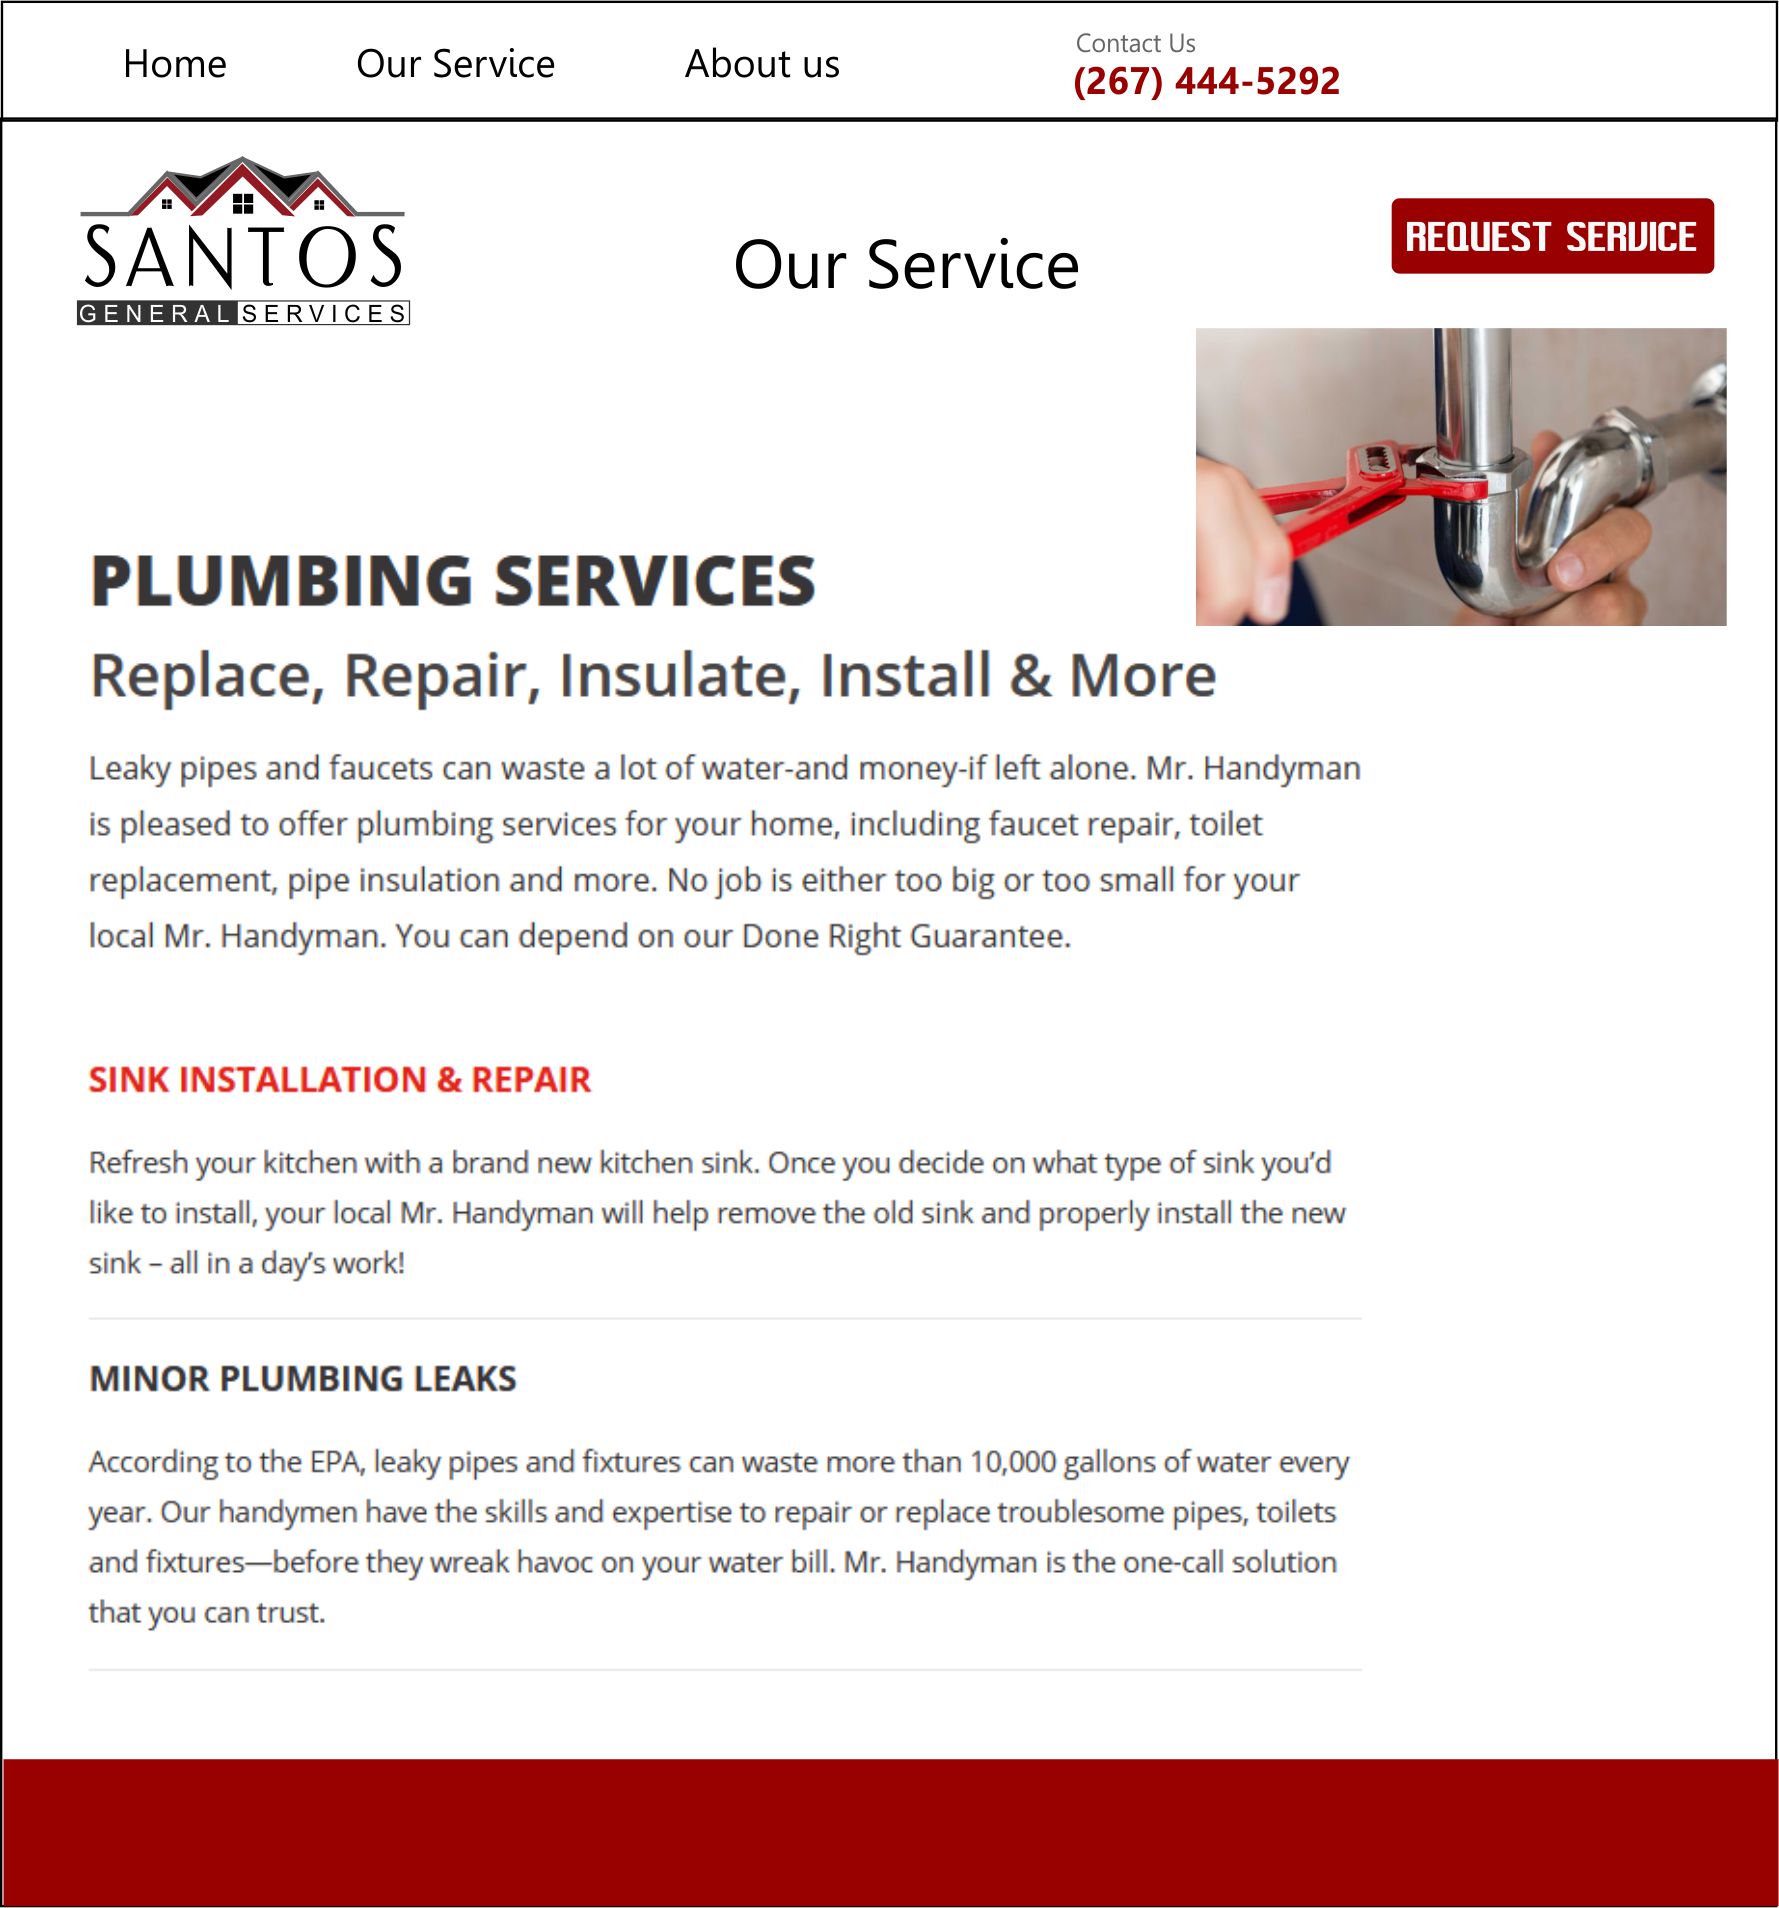 Home
Our Service
About us
Contact Us
(267) 444-5292
SANTOS
GENERAL SERVICES
Our Service
REQUEST SERVICE
PLUMBING SERVICES
Replace, Repair, Insulate, Install & More
Leaky pipes and faucets can waste a lot of water-and money-if left alone. Mr. Handyman
is pleased to offer plumbing services for your home, including faucet repair, toilet
replacement, pipe insulation and more. No job is either too big or too small for your
local Mr. Handyman. You can depend on our Done Right Guarantee.
SINK INSTALLATION & REPAIR
Refresh your kitchen with a brand new kitchen sink. Once you decide on what type of sink you’d
like to install, your local Mr. Handyman will help remove the old sink and properly install the new
sink – all in a day’s work!
MINOR PLUMBING LEAKS
According to the EPA, leaky pipes and fixtures can waste more than 10,000 gallons of water every
year. Our handymen have the skills and expertise to repair or replace troublesome pipes, toilets
and fixtures—before they wreak havoc on your water bill. Mr. Handyman is the one-call solution
that you can trust.